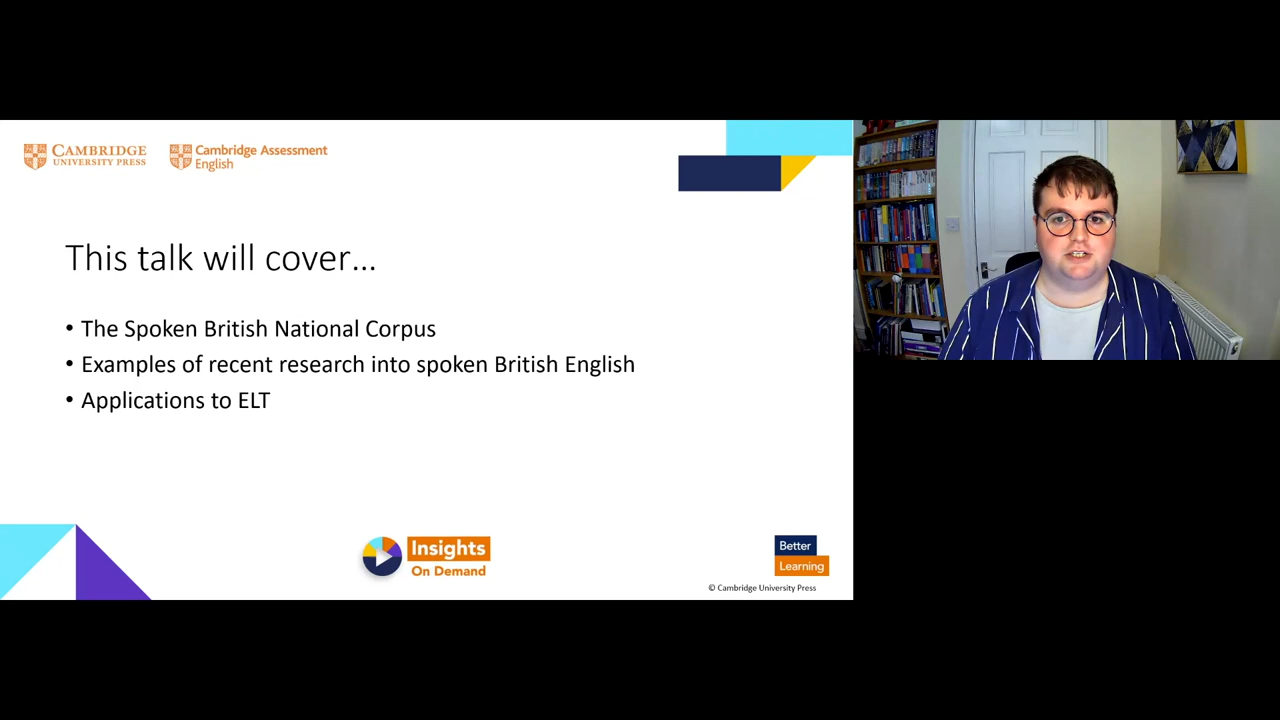 CAMBRIDGE
UNIVERSITY PRESS
Cambridge Assessment
English
This talk will cover...
• The Spoken British National Corpus
• Examples of recent research into spoken British English
• Applications to ELT
Insights
On Demand
Better
Learning
© Cambridge University Press